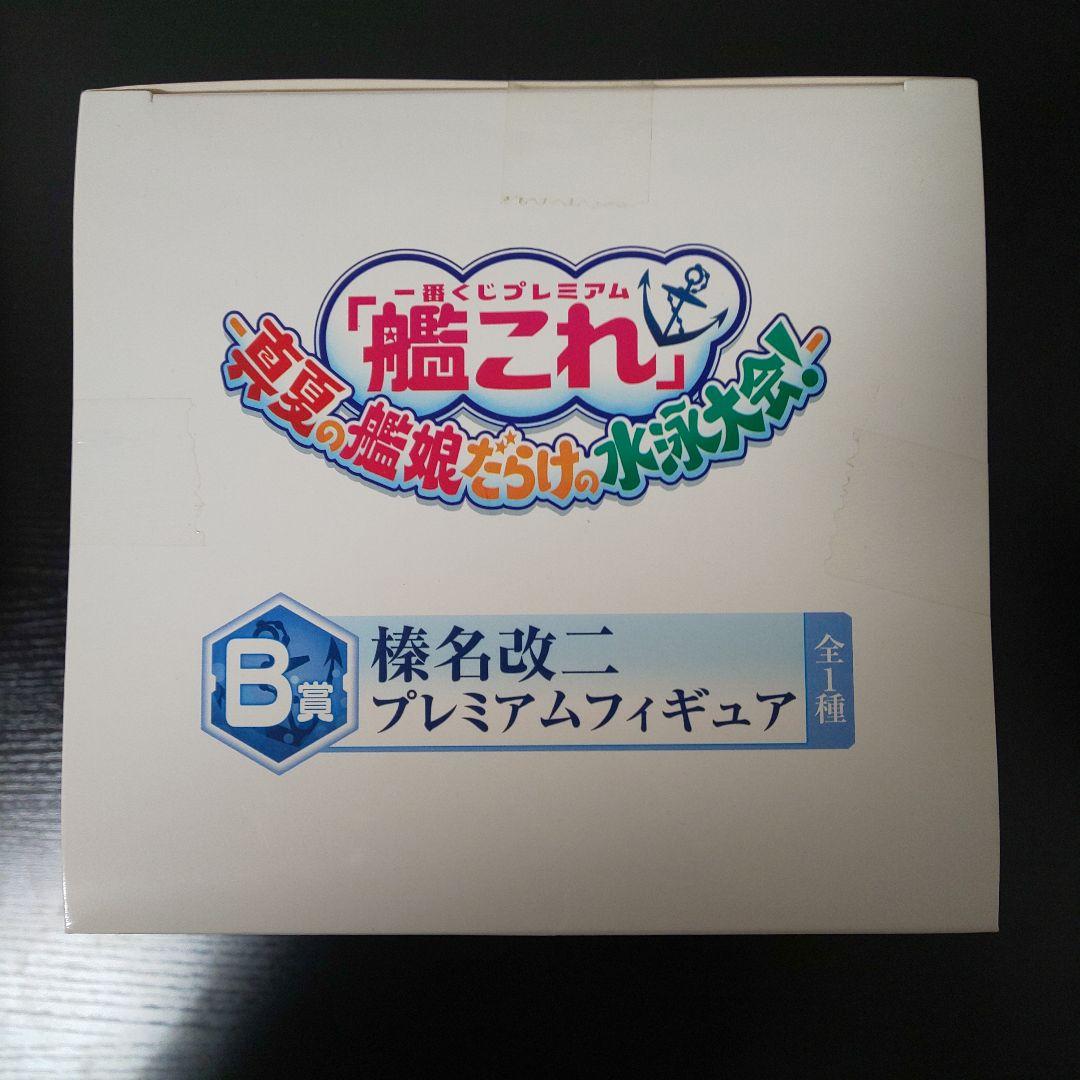 一番くじプレミアム
「艦これ」
真夏の艦娘だらけの水泳大会!
B賞
榛名改二
プレミアムフィギュア
全1種